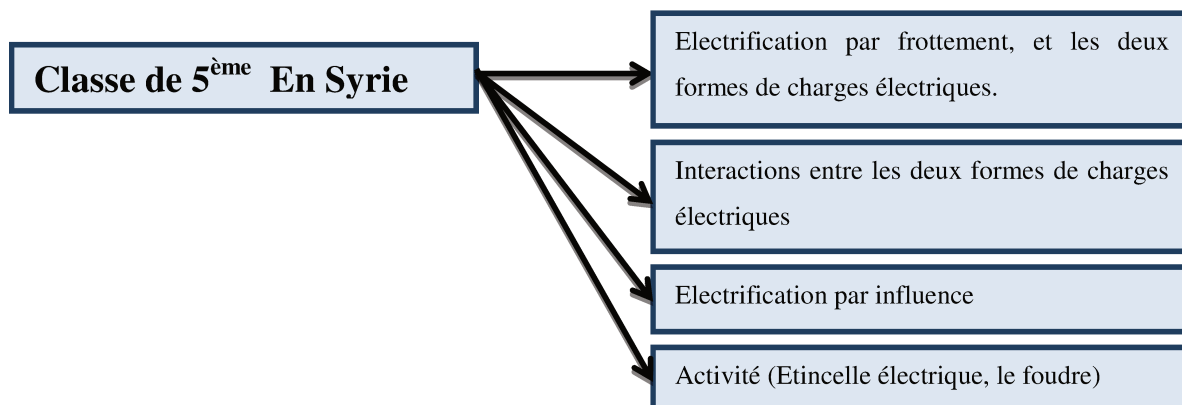 Classe de 5ème En Syrie
Electrification par frottement, et les deux
formes de charges électriques.
Interactions entre les deux formes de charges
électriques
Electrification par influence
Activité (Etincelle électrique, le foudre)